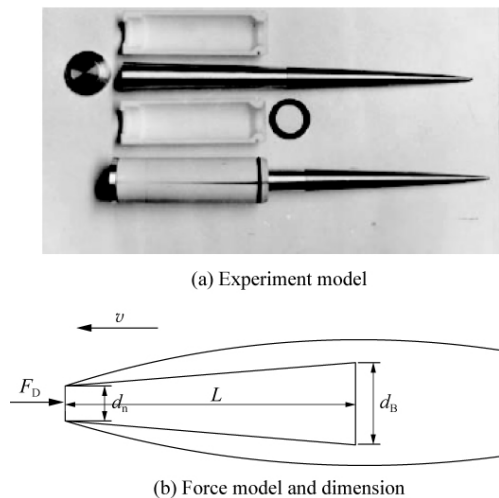 (a) Experiment model
v
F_D
d_n
L
d_B
(b) Force model and dimension